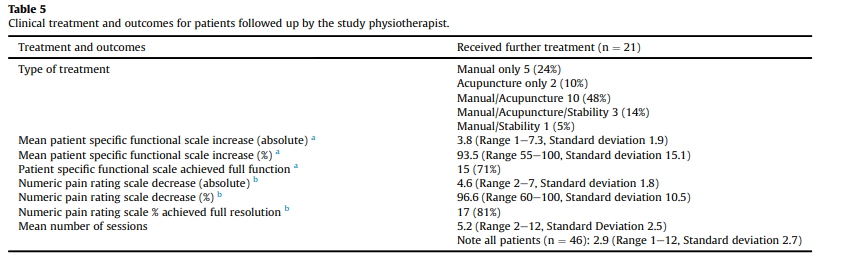 Table 5
Clinical treatment and outcomes for patients followed up by the study physiotherapist.
Treatment and outcomes Received further treatment (n = 21)
Type of treatment Manual only 5 (24%)
Acupuncture only 2 (10%)
Manual/Acupuncture 10 (48%)
Manual/Acupuncture/Stability 3 (14%)
Manual/Stability 1 (5%)
Mean patient specific functional scale increase (absolute) a 3.8 (Range 1–7.3, Standard deviation 1.9)
Mean patient specific functional scale increase (%) a 93.5 (Range 55–100, Standard deviation 15.1)
Patient specific functional scale achieved full function a 15 (71%)
Numeric pain rating scale decrease (absolute) b 4.6 (Range 2–7, Standard deviation 1.8)
Numeric pain rating scale decrease (%) b 96.6 (Range 60–100, Standard deviation 10.5)
Numeric pain rating scale % achieved full resolution b 17 (81%)
Mean number of sessions 5.2 (Range 2–12, Standard Deviation 2.5)
Note all patients (n = 46): 2.9 (Range 1–12, Standard deviation 2.7)